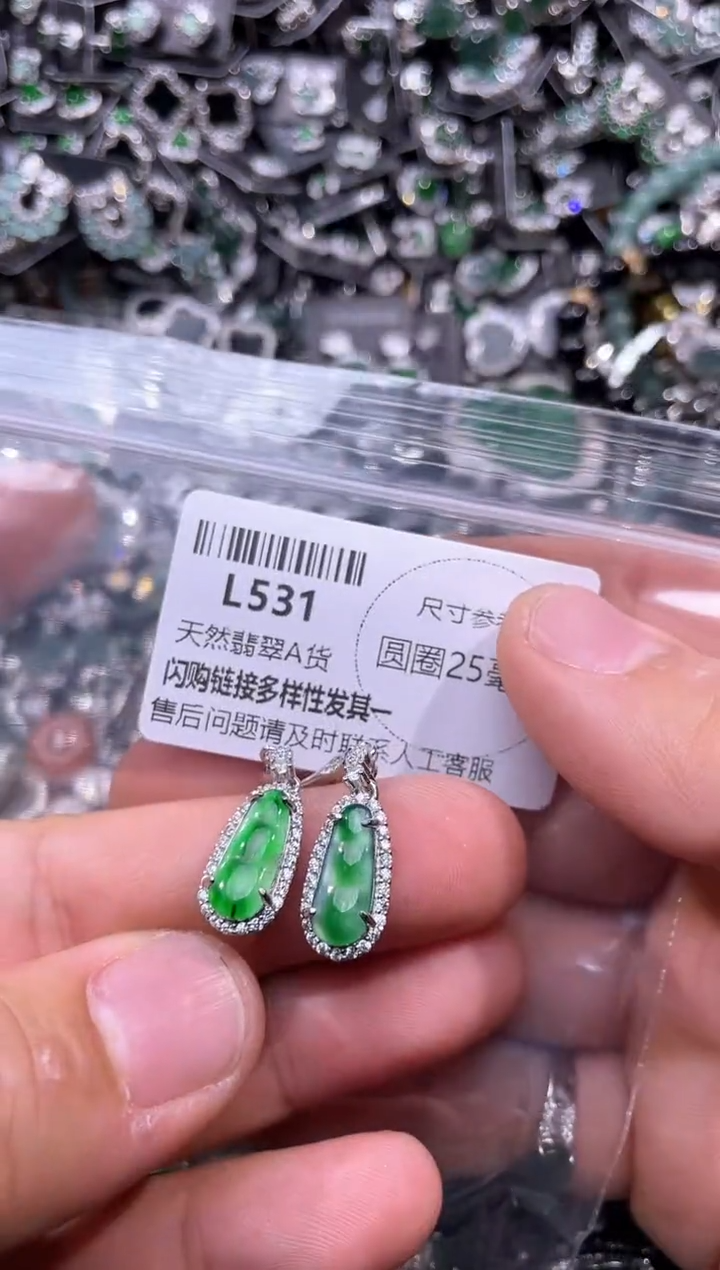 L531
天然翡翠A货
闪购链接多样性发其一
售后问题请及时联系人工客服
尺寸参
圆圈25